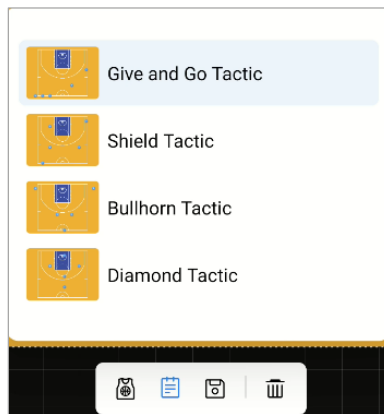 Give and Go Tactic
Shield Tactic
Bullhorn Tactic
Diamond Tactic